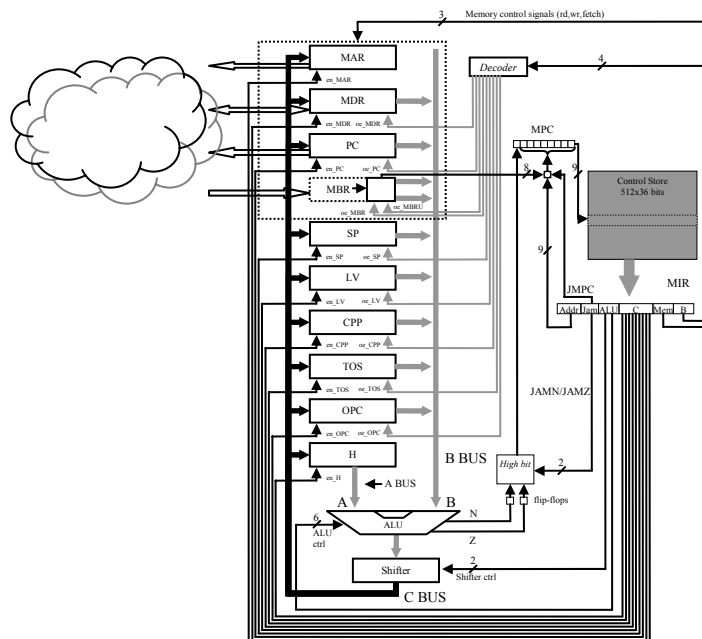 3 Memory control signals (rd,wr,fetch)
MAR
en_MAR
Decoder
4
MDR
en_MDR oe_MDR
MPC
PC
en_PC oe_PC
8
9
MBR
oe_MBR
oe_MBRU
Control Store
512x36 bits
SP
en_SP oe_SP
9
LV
en_LV oe_LV
JMPC
MIR
Addr Jam ALU C Mem B
CPP
en_CPP oe_CPP
TOS
en_TOS oe_TOS
JAMN/JAMZ
OPC
en_OPC oe_OPC
H
en_H
B BUS
High bit
2
A BUS
flip-flops
A
B
N
6
ALU
ctrl
ALU
Z
Shifter
2
Shifter ctrl
C BUS